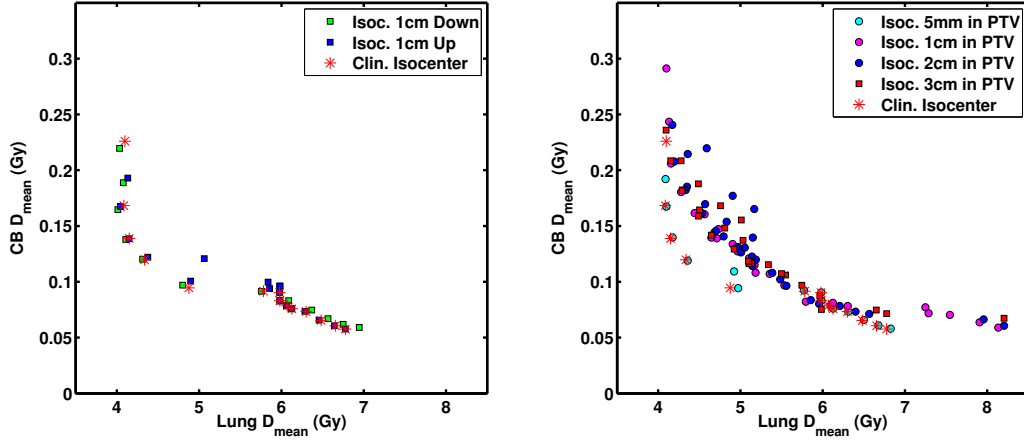 Isoc. 1cm Down
Isoc. 1cm Up
Clin. Isocenter
0.3
0.25
0.2
0.15
0.1
0.05
0
CB D_mean (Gy)
4 5 6 7 8
Lung D_mean (Gy)
Isoc. 5mm in PTV
Isoc. 1cm in PTV
Isoc. 2cm in PTV
Isoc. 3cm in PTV
Clin. Isocenter
0.3
0.25
0.2
0.15
0.1
0.05
0
CB D_mean (Gy)
4 5 6 7 8
Lung D_mean (Gy)